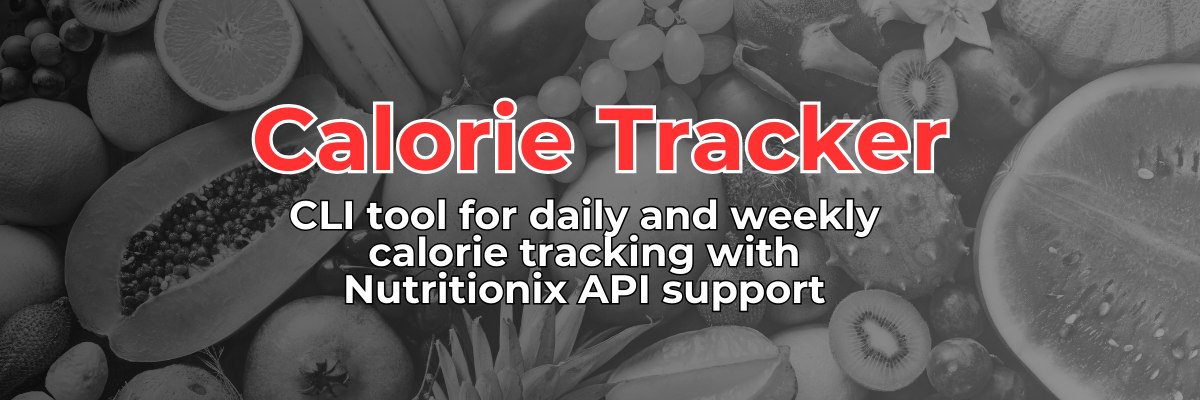 Calorie Tracker
CLI tool for daily and weekly
calorie tracking with
Nutritionix API support